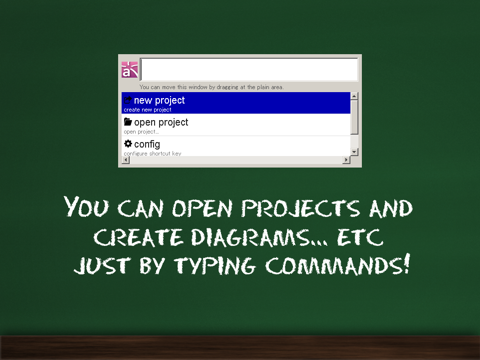 a
You can move this window by dragging at the plain area.
new project
create new project
open project
open project...
config
configure shortcut key
YOU CAN OPEN PROJECTS AND
CREATE DIAGRAMS... ETC
JUST BY TYPING COMMANDS!